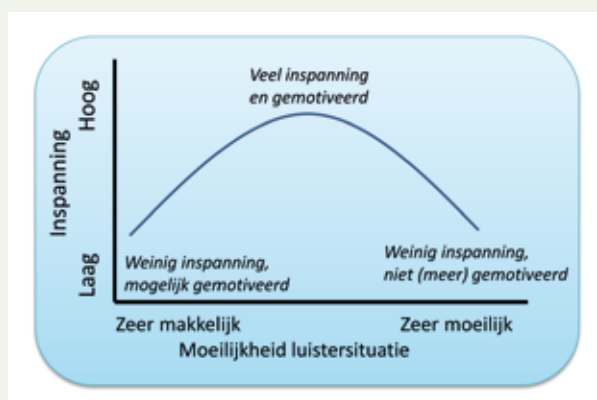 Veel inspanning
en gemotiveerd
Hoog
Inspanning
Laag
Weinig inspanning,
mogelijk gemotiveerd
Weinig inspanning,
niet (meer) gemotiveerd
Zeer makkelijk
Zeer moeilijk
Moeilijkheid luistersituatie